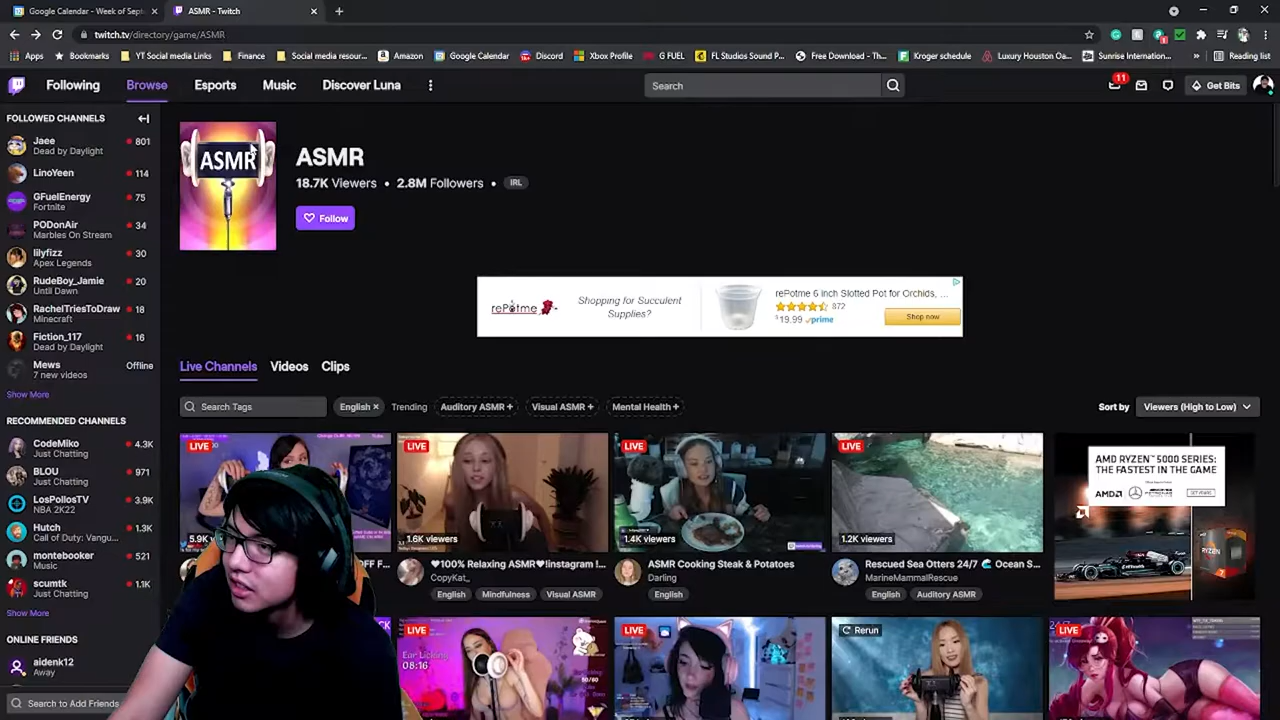 Google Calendar - Week of Sep
ASMR - Twitch
twitch.tv/directory/game/ASMR
Apps
Bookmarks
YT Social media Links
Finance
Social media resour...
Amazon
Google Calendar
Discord
Xbox Profile
G FUEL
FL Studios Sound P...
Free Download - Th...
Kroger schedule
Luxury Houston Oa...
Sunrise Internation...
Reading list
Following
Browse
Esports
Music
Discover Luna
Search
11
Get Bits
FOLLOWED CHANNELS
Jaee
801
Dead by Daylight
LinoYeen
114
GFuelEnergy
75
Fortnite
PODonAir
34
Marbles On Stream
lilyfizz
30
Apex Legends
RudeBoy_Jamie
20
Until Dawn
RachelTriesToDraw
18
Minecraft
Fiction_117
16
Dead by Daylight
Mews
Offline
7 new videos
Show More
RECOMMENDED CHANNELS
CodeMiko
4.3K
Just Chatting
BLOU
971
Just Chatting
LosPollosTV
3.9K
NBA 2K22
Hutch
1.3K
Call of Duty: Vangu...
montebooker
521
Music
scumtk
1.1K
Just Chatting
Show More
ONLINE FRIENDS
aidenk12
Away
Search to Add Friends
ASMR
ASMR
18.7K Viewers • 2.8M Followers • IRL
Follow
rePotme
Shopping for Succulent
Supplies?
rePotme 6 inch Slotted Pot for Orchids, ...
872
$19.99 prime
Shop now
Live Channels
Videos
Clips
Search Tags
English ×
Trending
Auditory ASMR +
Visual ASMR +
Mental Health +
Sort by
Viewers (High to Low)
LIVE
5.9K
LIVE
1.6K viewers
♥100% Relaxing ASMR♥!instagram !...
CopyKat_
English
Mindfulness
Visual ASMR
LIVE
1.4K viewers
ASMR Cooking Steak & Potatoes
Darling
English
LIVE
1.2K viewers
Rescued Sea Otters 24/7 🌊 Ocean S...
MarineMammalRescue
English
Auditory ASMR
AMD RYZEN™ 5000 SERIES:
THE FASTEST IN THE GAME
AMD
RYZEN
LIVE
Ear Licking
08:16
LIVE
Rerun
LIVE